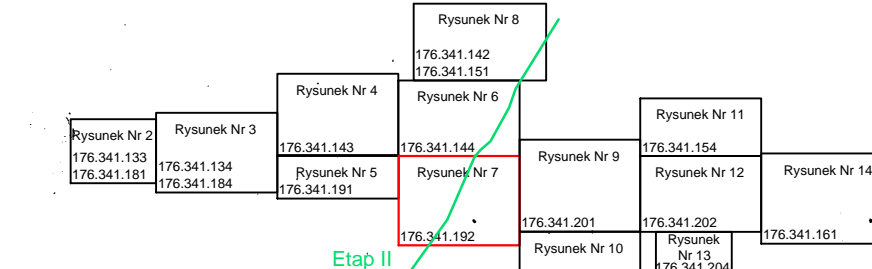 Rysunek Nr 8
176.341.142
176.341.151
Rysunek Nr 4
176.341.143
Rysunek Nr 6
176.341.144
Rysunek Nr 2
176.341.133
176.341.181
Rysunek Nr 3
176.341.134
176.341.184
Rysunek Nr 5
176.341.191
Rysunek Nr 7
176.341.192
Rysunek Nr 9
176.341.201
Rysunek Nr 11
176.341.154
Rysunek Nr 12
176.341.202
Rysunek Nr 14
176.341.161
Rysunek Nr 10
Rysunek
Nr 13
176.341.204
Etap II